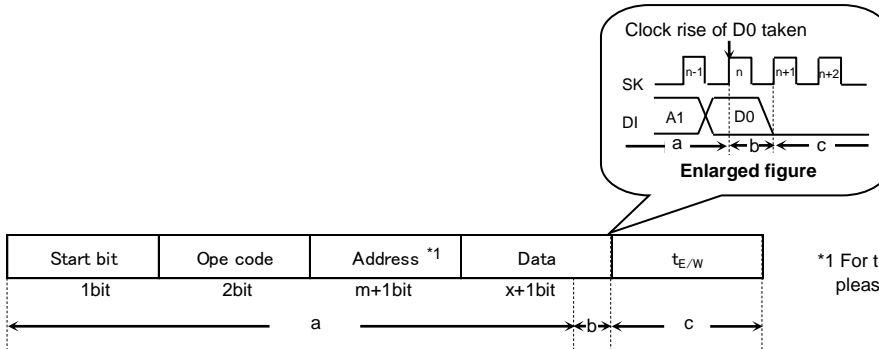 Clock rise of D0 taken
SK n-1 n n+1 n+2
DI A1 D0
a b c
Enlarged figure
Start bit Ope code Address *1 Data tE/W
1bit 2bit m+1bit x+1bit
a b c
*1 For t
pleas